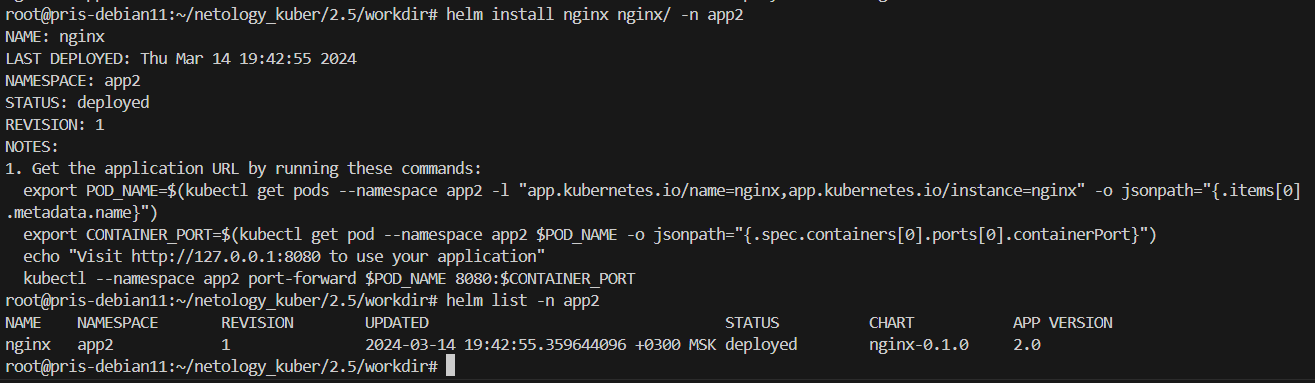 root@pris-debian11:~/netology_kuber/2.5/workdir# helm install nginx nginx/ -n app2
NAME: nginx
LAST DEPLOYED: Thu Mar 14 19:42:55 2024
NAMESPACE: app2
STATUS: deployed
REVISION: 1
NOTES:
1. Get the application URL by running these commands:
  export POD_NAME=$(kubectl get pods --namespace app2 -l "app.kubernetes.io/name=nginx,app.kubernetes.io/instance=nginx" -o jsonpath="{.items[0]
.metadata.name}")
  export CONTAINER_PORT=$(kubectl get pod --namespace app2 $POD_NAME -o jsonpath="{.spec.containers[0].ports[0].containerPort}")
  echo "Visit http://127.0.0.1:8080 to use your application"
  kubectl --namespace app2 port-forward $POD_NAME 8080:$CONTAINER_PORT
root@pris-debian11:~/netology_kuber/2.5/workdir# helm list -n app2
NAME    NAMESPACE       REVISION        UPDATED                                 STATUS          CHART           APP VERSION
nginx   app2            1               2024-03-14 19:42:55.359644096 +0300 MSK deployed        nginx-0.1.0     2.0
root@pris-debian11:~/netology_kuber/2.5/workdir#